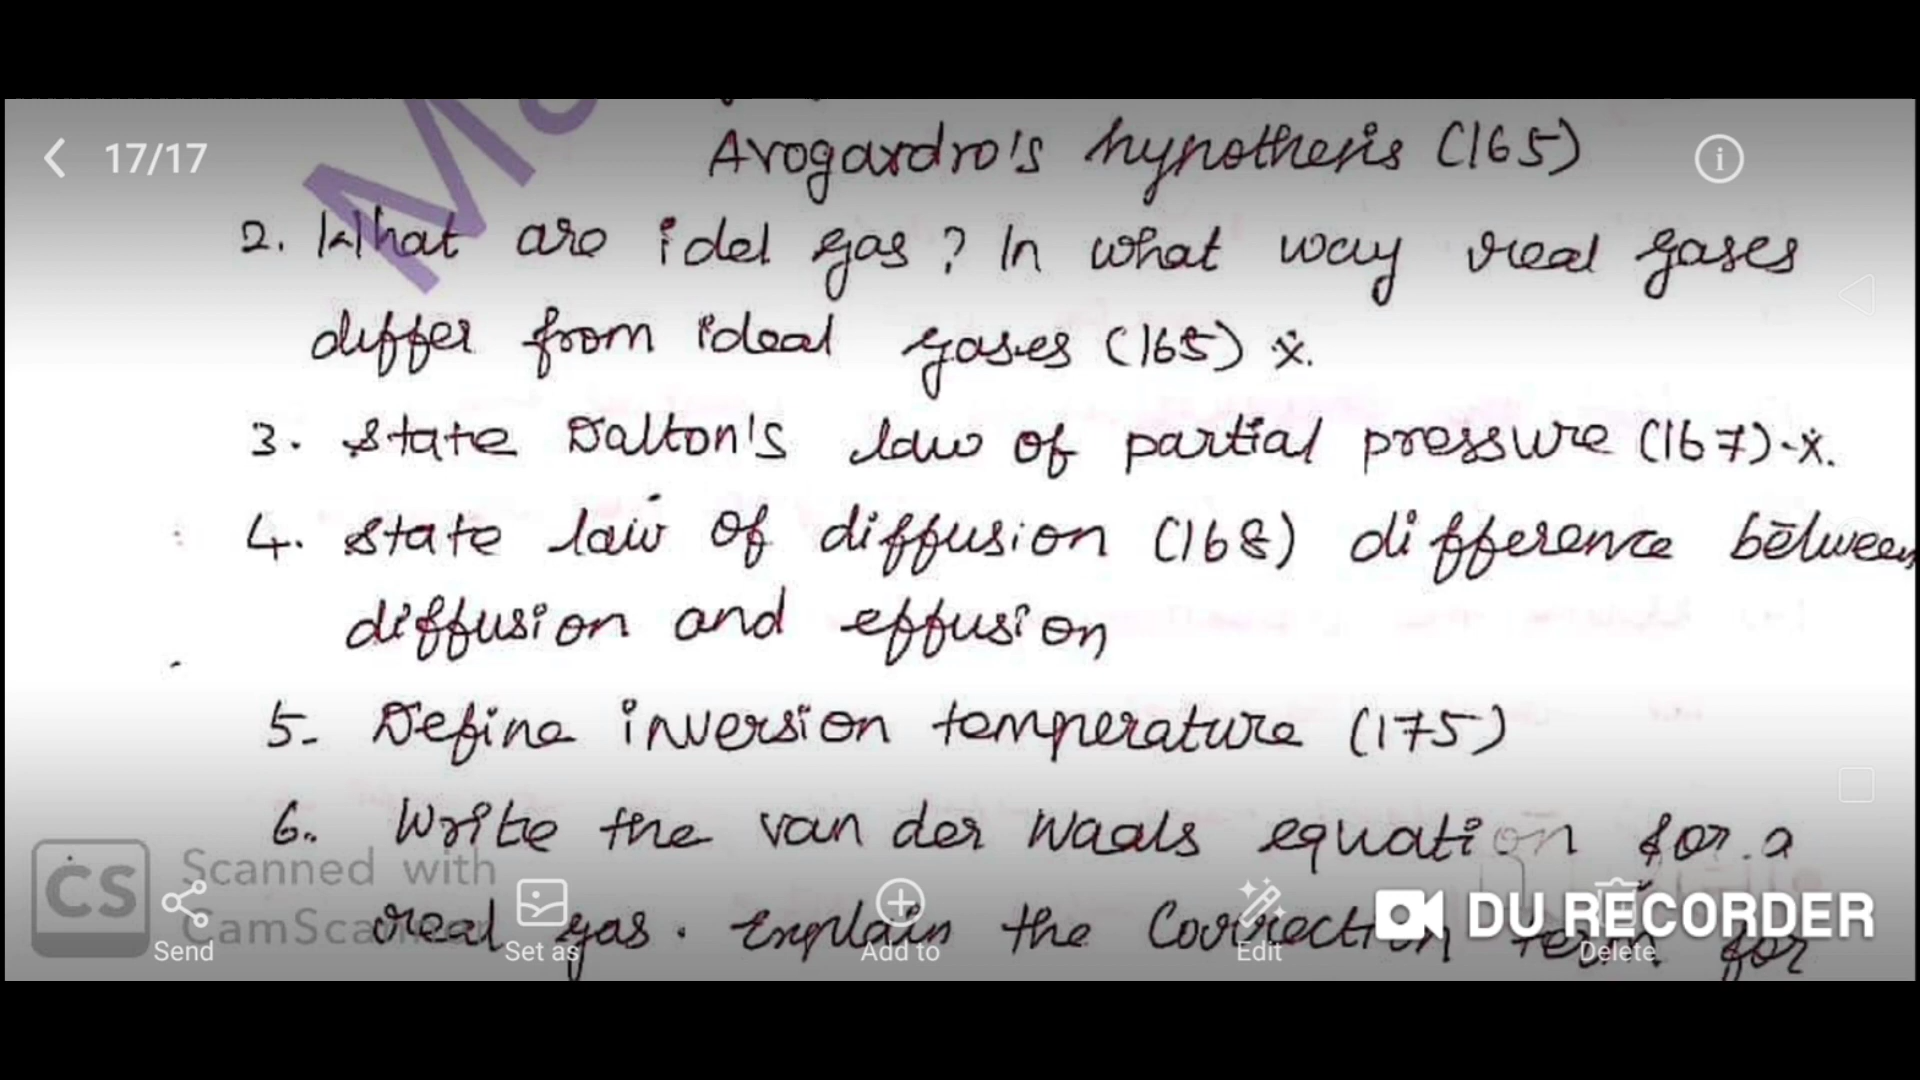 Avogardro's hypothesis (165)
17/17
2. What are idel gas? In what way real gases
differ from ideal gases (165) x.
3. State Dalton's law of partial pressure (167)-x.
4. State law of diffusion (168) difference between
diffusion and effusion
5. Define inversion temperature (175)
6. Write the van der Waals equation for a
real gas. Explain the Correction term for
CS Scanned with
CamScanner
Send
Set as
Add to
Edit
Delete
DU RECORDER